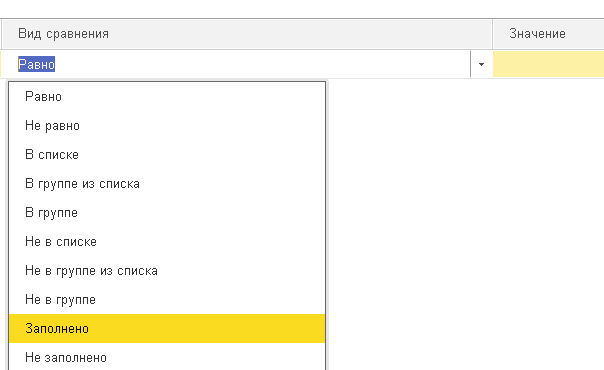 Вид сравнения Значение
Равно
Равно
Не равно
В списке
В группе из списка
В группе
Не в списке
Не в группе из списка
Не в группе
Заполнено
Не заполнено